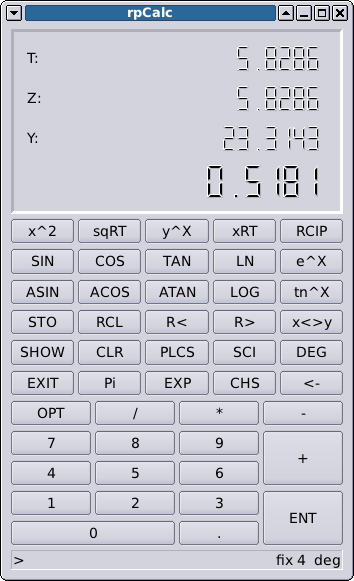 rpCalc
T: 5.8286
Z: 5.8286
Y: 23.3143
0.5181
x^2 sqRT y^X xRT RCIP
SIN COS TAN LN e^X
ASIN ACOS ATAN LOG tn^X
STO RCL R< R> x<>y
SHOW CLR PLCS SCI DEG
EXIT Pi EXP CHS <-
OPT / * -
7 8 9
+
4 5 6
1 2 3
ENT
0 .
> fix 4 deg